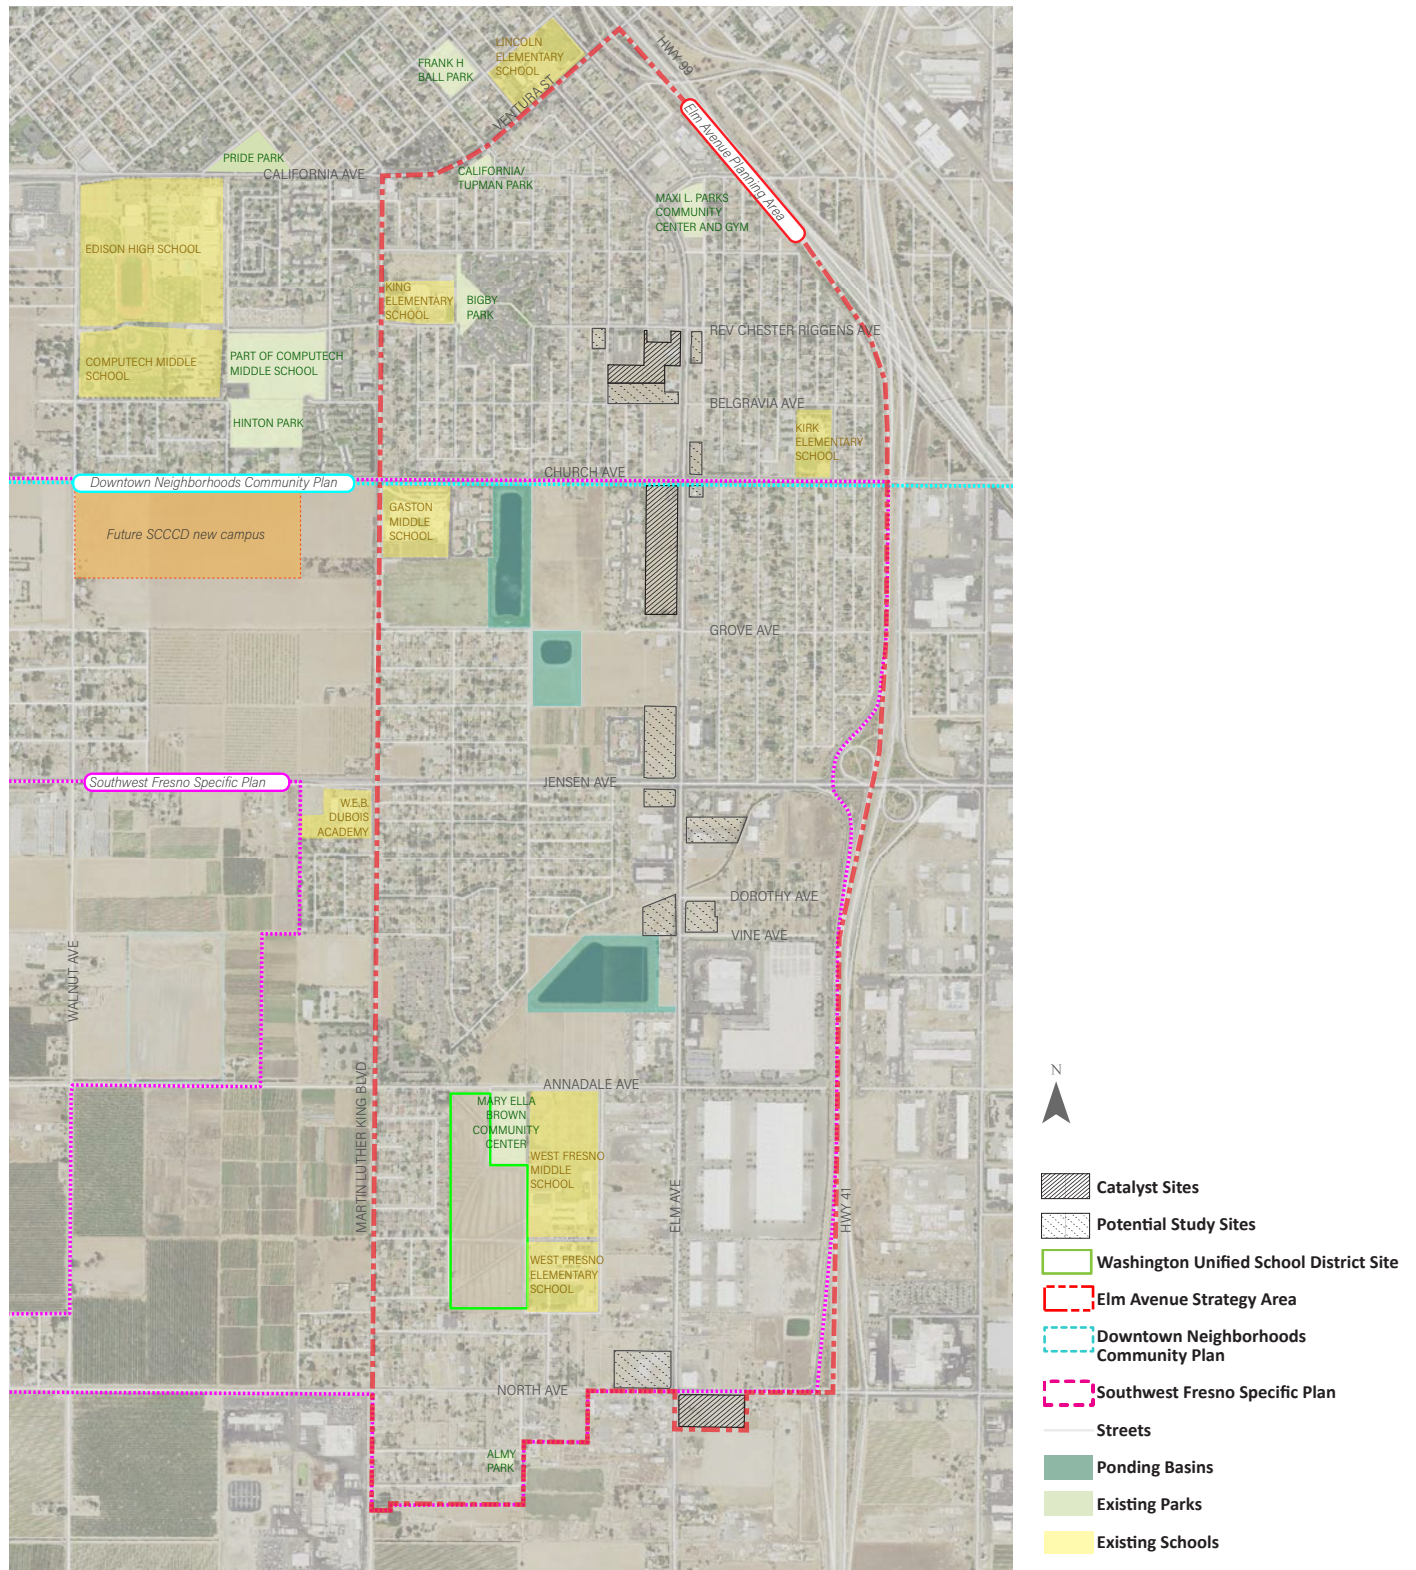 LINCOLN
ELEMENTARY
SCHOOL
HWY 99
FRANK H
BALL PARK
VENTURA ST
Elm Avenue Planning Area
PRIDE PARK
CALIFORNIA AVE
CALIFORNIA/
TUPMAN PARK
MAXI L. PARKS
COMMUNITY
CENTER AND GYM
EDISON HIGH SCHOOL
KING
ELEMENTARY
SCHOOL
BIGBY
PARK
REV CHESTER RIGGENS AVE
COMPUTECH MIDDLE
SCHOOL
PART OF COMPUTECH
MIDDLE SCHOOL
BELGRAVIA AVE
HINTON PARK
KIRK
ELEMENTARY
SCHOOL
CHURCH AVE
Downtown Neighborhoods Community Plan
GASTON
MIDDLE
SCHOOL
Future SCCCD new campus
GROVE AVE
JENSEN AVE
Southwest Fresno Specific Plan
W.E.B.
DUBOIS
ACADEMY
DOROTHY AVE
VINE AVE
WALNUT AVE
ANNADALE AVE
MARTIN LUTHER KING BLVD
MARY ELLA
BROWN
COMMUNITY
CENTER
WEST FRESNO
MIDDLE
SCHOOL
ELM AVE
HWY 41
WEST FRESNO
ELEMENTARY
SCHOOL
NORTH AVE
ALMY
PARK
N
Catalyst Sites
Potential Study Sites
Washington Unified School District Site
Elm Avenue Strategy Area
Downtown Neighborhoods
Community Plan
Southwest Fresno Specific Plan
Streets
Ponding Basins
Existing Parks
Existing Schools